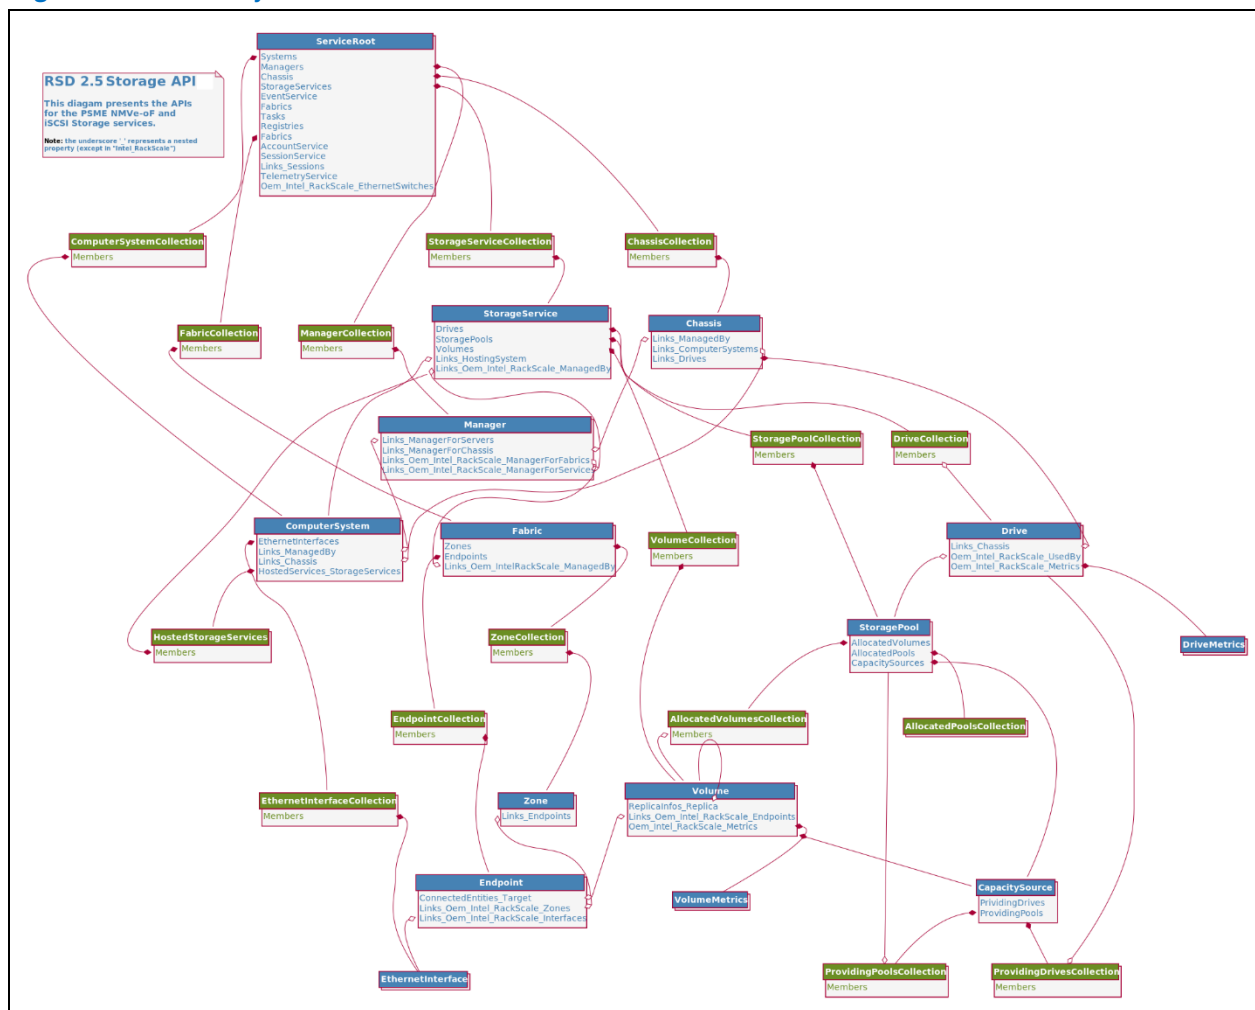 ServiceRoot
Systems
Managers
Chassis
StorageServices
EventService
Fabrics
Tasks
Registries
Fabrics
AccountService
SessionService
Links_Sessions
TelemetryService
Oem_Intel_RackScale_EthernetSwitches
RSD 2.5 Storage API
This diagam presents the APIs
for the PSME NMVe-oF and
iSCSI Storage services.
Note: the underscore '_' represents a nested
property (except in "Intel_RackScale")
ComputerSystemCollection
Members
StorageServiceCollection
Members
ChassisCollection
Members
FabricCollection
Members
ManagerCollection
Members
StorageService
Drives
StoragePools
Volumes
Links_HostingSystem
Links_Oem_Intel_RackScale_ManagedBy
Chassis
Links_ManagedBy
Links_ComputerSystems
Links_Drives
Manager
Links_ManagerForServers
Links_ManagerForChassis
Links_Oem_Intel_RackScale_ManagerForFabrics
Links_Oem_Intel_RackScale_ManagerForServices
StoragePoolCollection
Members
DriveCollection
Members
ComputerSystem
EthernetInterfaces
Links_ManagedBy
Links_Chassis
HostedServices_StorageServices
Fabric
Zones
Endpoints
Links_Oem_IntelRackScale_ManagedBy
VolumeCollection
Members
Drive
Links_Chassis
Oem_Intel_RackScale_UsedBy
Oem_Intel_RackScale_Metrics
HostedStorageServices
Members
ZoneCollection
Members
StoragePool
AllocatedVolumes
AllocatedPools
CapacitySources
DriveMetrics
EndpointCollection
Members
AllocatedVolumesCollection
Members
AllocatedPoolsCollection
EthernetInterfaceCollection
Members
Zone
Links_Endpoints
Volume
ReplicaInfos_Replica
Links_Oem_Intel_RackScale_Endpoints
Oem_Intel_RackScale_Metrics
Endpoint
ConnectedEntities_Target
Links_Oem_Intel_RackScale_Zones
Links_Oem_Intel_RackScale_Interfaces
VolumeMetrics
CapacitySource
PrividingDrives
ProvidingPools
EthernetInterface
ProvidingPoolsCollection
Members
ProvidingDrivesCollection
Members